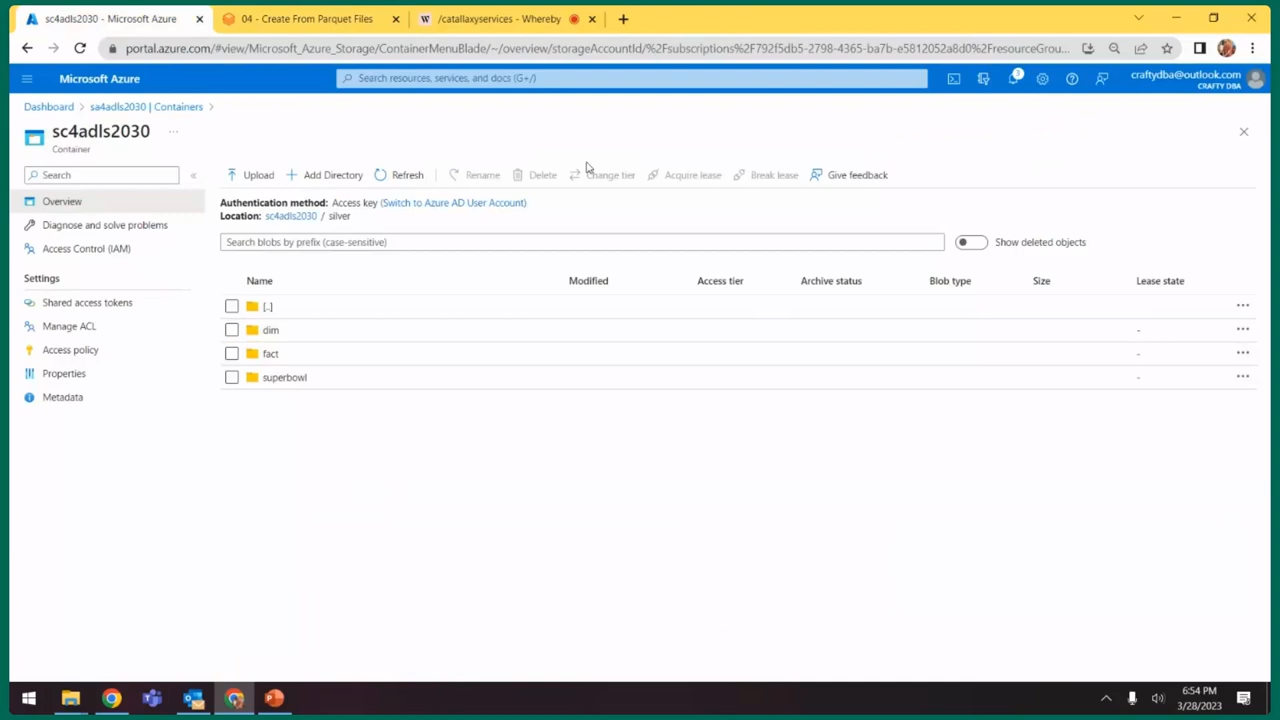 sc4adls2030 - Microsoft Azure
04 - Create From Parquet Files
/catallaxyservices - Whereby
portal.azure.com/#view/Microsoft_Azure_Storage/ContainerMenuBlade/~/overview/storageAccountId/%2Fsubscriptions%2F792f5db5-2798-4365-ba7b-e5812052a8d0%2FresourceGrou...
Microsoft Azure
Search resources, services, and docs (G+/)
3
craftydba@outlook.com
CRAFTY DBA
Dashboard > sa4adls2030 | Containers >
sc4adls2030 ...
Container
Search
«
Upload
Add Directory
Refresh
Rename
Delete
Change tier
Acquire lease
Break lease
Give feedback
Overview
Diagnose and solve problems
Access Control (IAM)
Settings
Shared access tokens
Manage ACL
Access policy
Properties
Metadata
Authentication method: Access key (Switch to Azure AD User Account)
Location: sc4adls2030 / silver
Search blobs by prefix (case-sensitive)
Show deleted objects
Name Modified Access tier Archive status Blob type Size Lease state
[..] ...
dim - ...
fact - ...
superbowl - ...
6:54 PM
3/28/2023